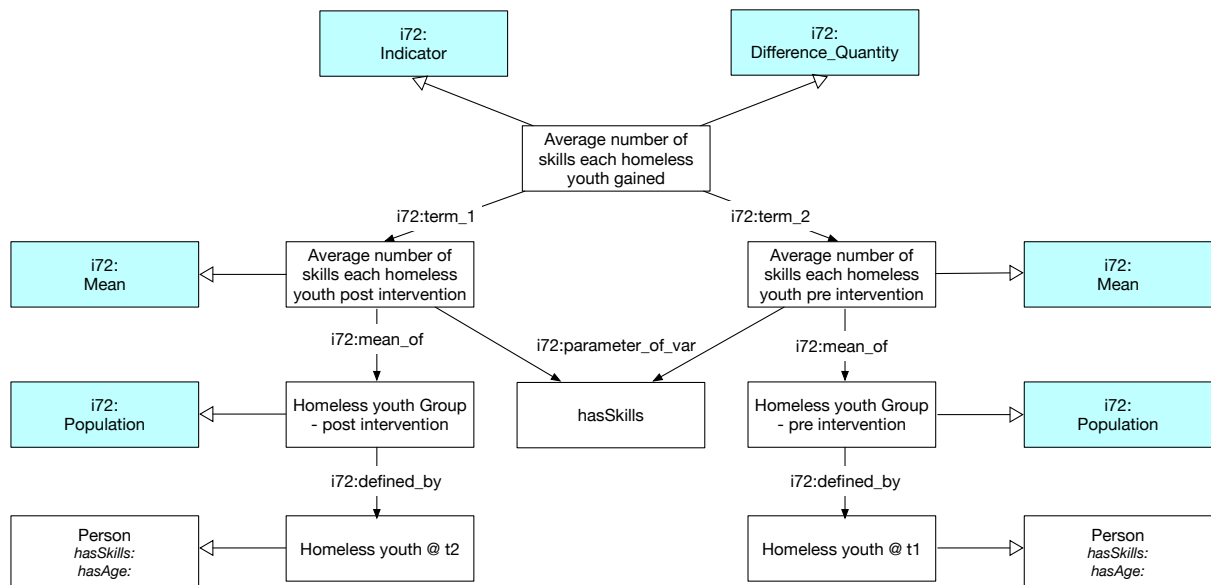 i72:
Indicator
i72:
Difference_Quantity
Average number of
skills each homeless
youth gained
i72:term_1
i72:term_2
i72:
Mean
Average number of
skills each homeless
youth post intervention
Average number of
skills each homeless
youth pre intervention
i72:
Mean
i72:mean_of
i72:parameter_of_var
i72:mean_of
i72:
Population
Homeless youth Group
- post intervention
hasSkills
Homeless youth Group
- pre intervention
i72:
Population
i72:defined_by
i72:defined_by
Person
hasSkills:
hasAge:
Homeless youth @ t2
Homeless youth @ t1
Person
hasSkills:
hasAge: